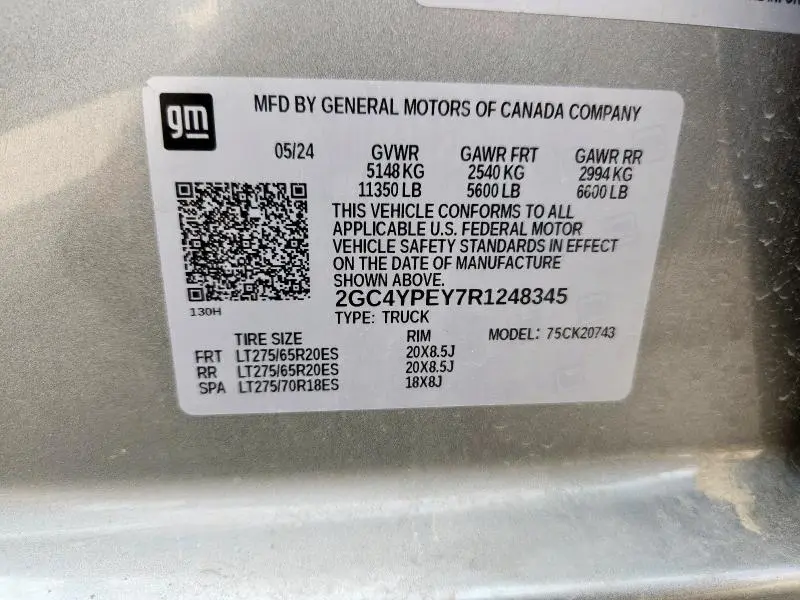 gm
MFD BY GENERAL MOTORS OF CANADA COMPANY
05/24 GVWR GAWR FRT GAWR RR
5148 KG 2540 KG 2994 KG
11350 LB 5600 LB 6600 LB
THIS VEHICLE CONFORMS TO ALL
APPLICABLE U.S. FEDERAL MOTOR
VEHICLE SAFETY STANDARDS IN EFFECT
ON THE DATE OF MANUFACTURE
SHOWN ABOVE.
2GC4YPEY7R1248345
130H
TYPE: TRUCK
TIRE SIZE RIM MODEL: 75CK20743
FRT LT275/65R20ES 20X8.5J
RR LT275/65R20ES 20X8.5J
SPA LT275/70R18ES 18X8J